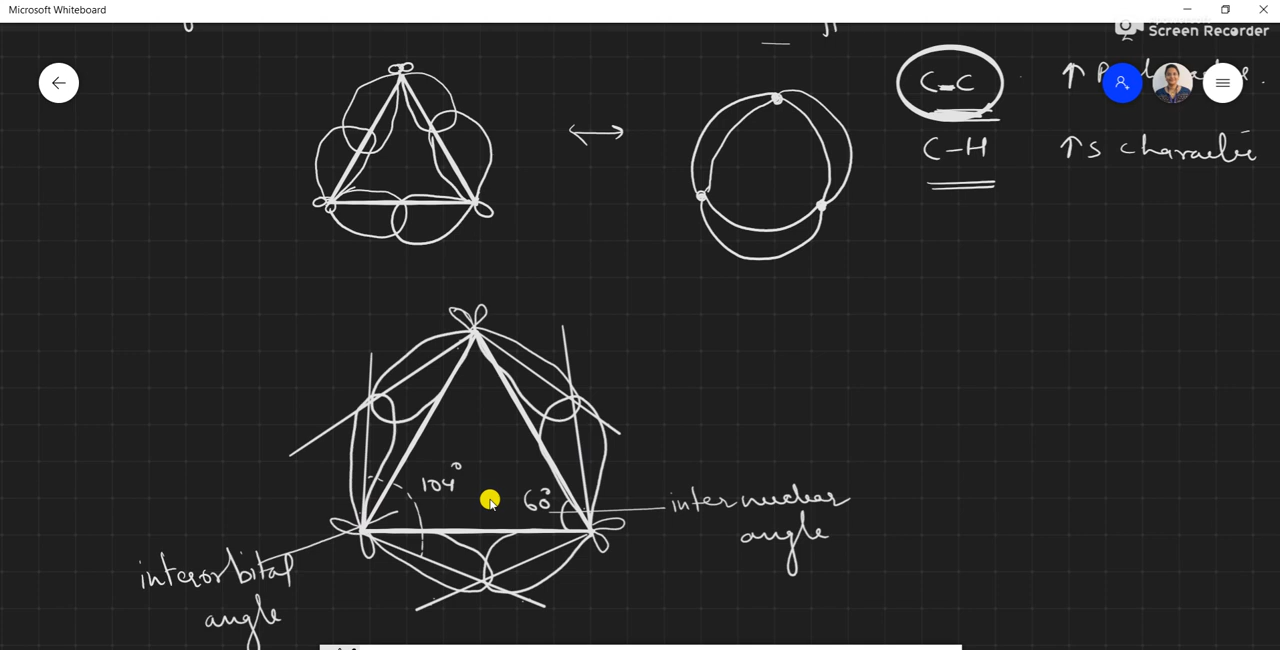 Microsoft Whiteboard
Screen Recorder
C=C
C-H ↑s character
104°
60°
internuclear
angle
interorbital
angle